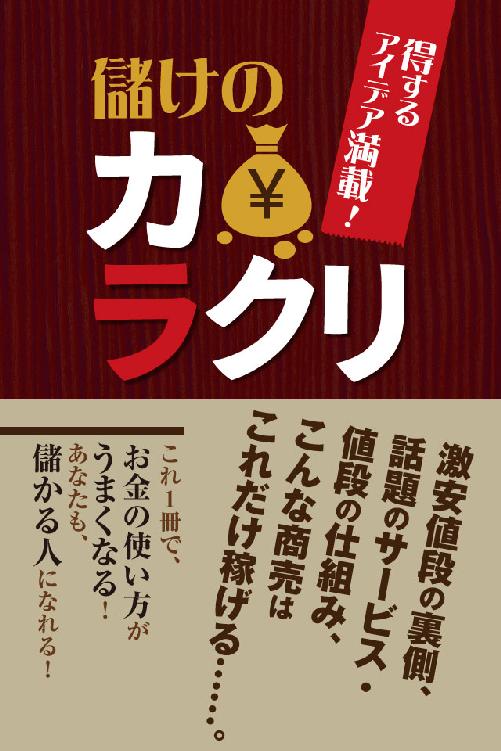 得する
アイデア満載！
儲けの
カ
ラクリ
¥
激安値段の裏側、
話題のサービス・
値段の仕組み、
こんな商売は
これだけ稼げる……。
これ1冊で、
お金の使い方が
うまくなる！
あなたも、
儲かる人になれる！